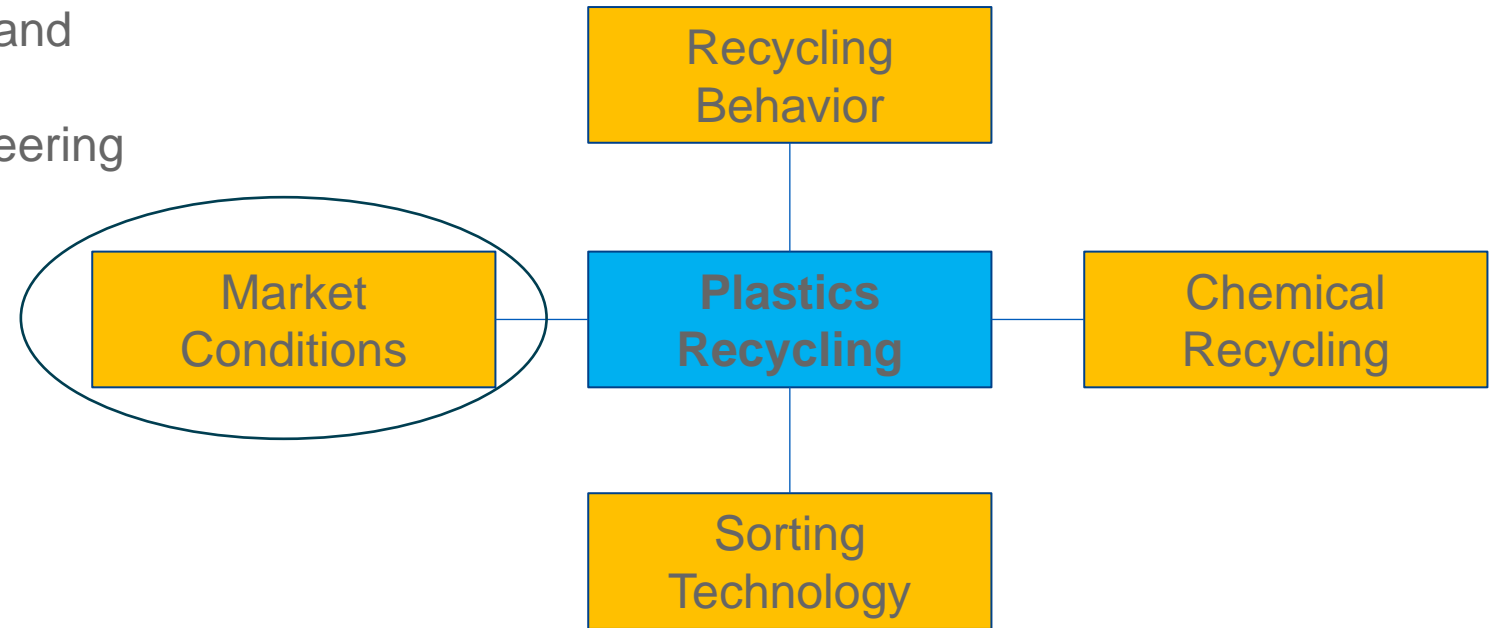 and
eering
Recycling
Behavior
Market
Conditions
Plastics
Recycling
Chemical
Recycling
Sorting
Technology